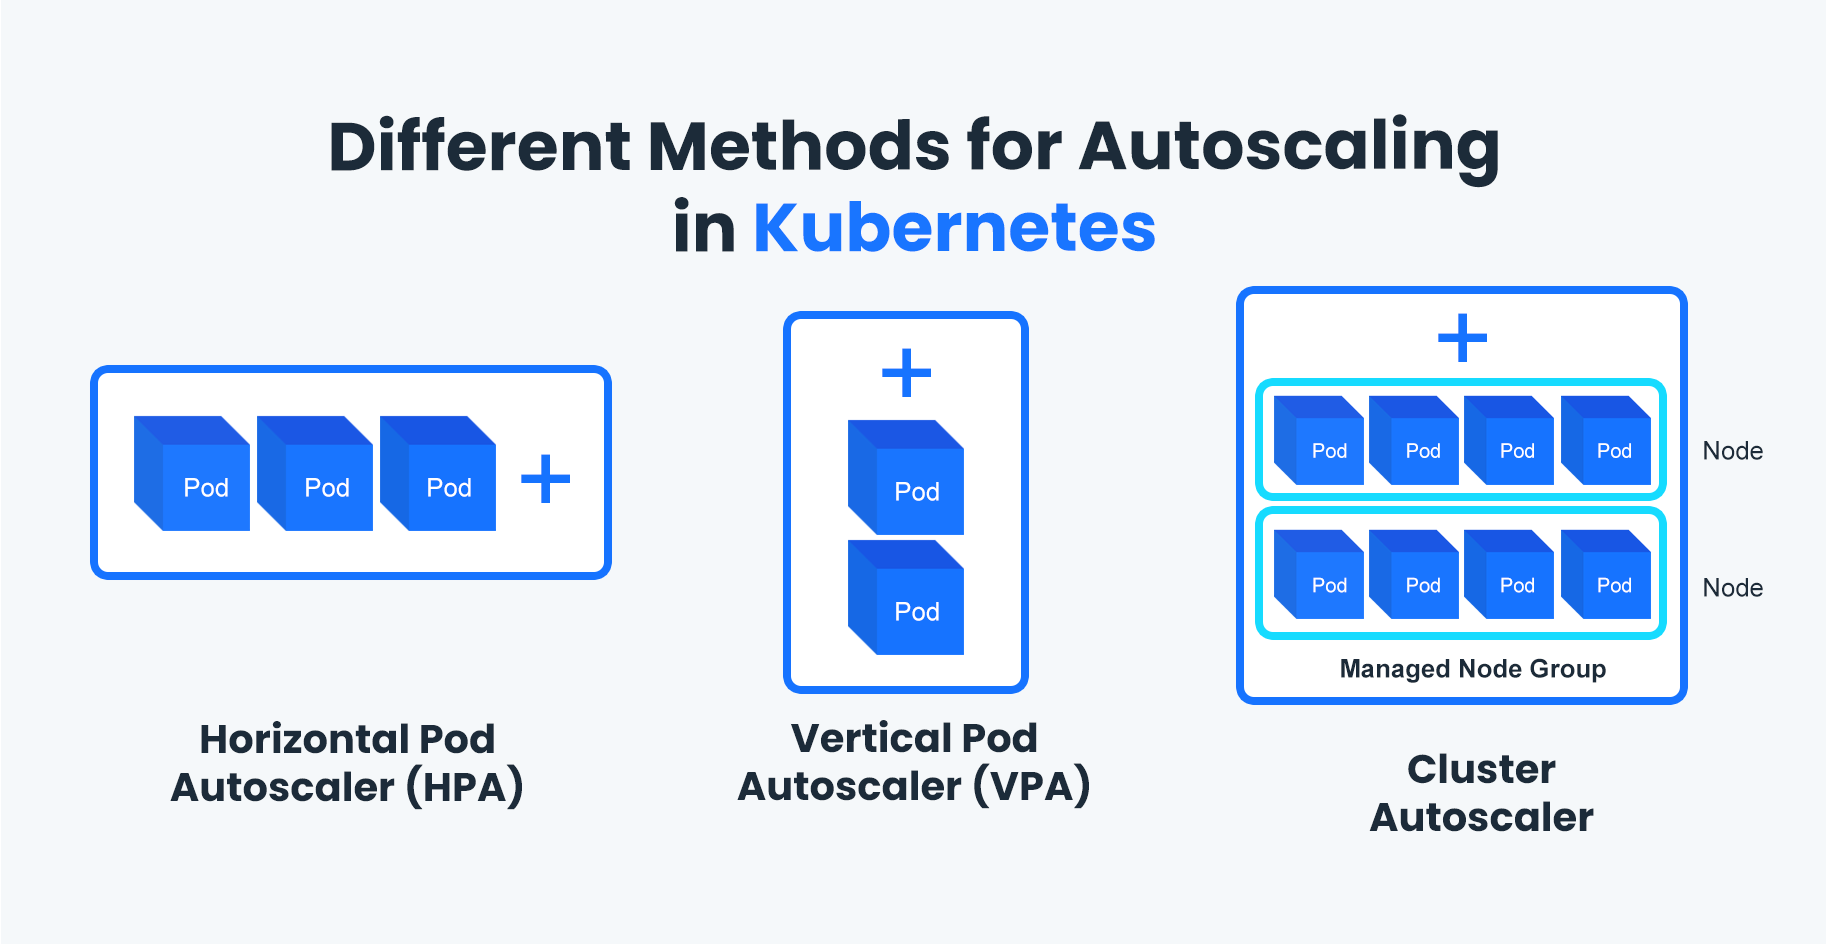 Different Methods for Autoscaling
in Kubernetes
Pod Pod Pod
Horizontal Pod
Autoscaler (HPA)
Pod
Pod
Vertical Pod
Autoscaler (VPA)
Pod Pod Pod Pod
Node
Pod Pod Pod Pod
Node
Managed Node Group
Cluster
Autoscaler